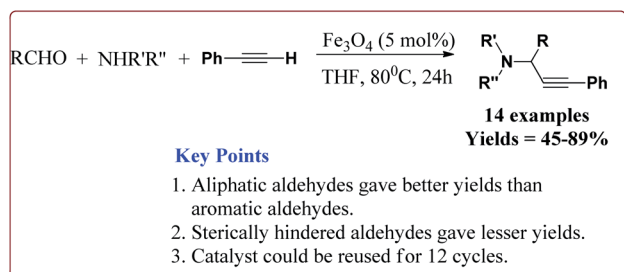 RCHO + NHR'R" + Ph H
Fe₃O₄ (5 mol%)
THF, 80⁰C, 24h
R' R
N
R" Ph
14 examples
Yields = 45-89%
Key Points
1. Aliphatic aldehydes gave better yields than
aromatic aldehydes.
2. Sterically hindered aldehydes gave lesser yields.
3. Catalyst could be reused for 12 cycles.